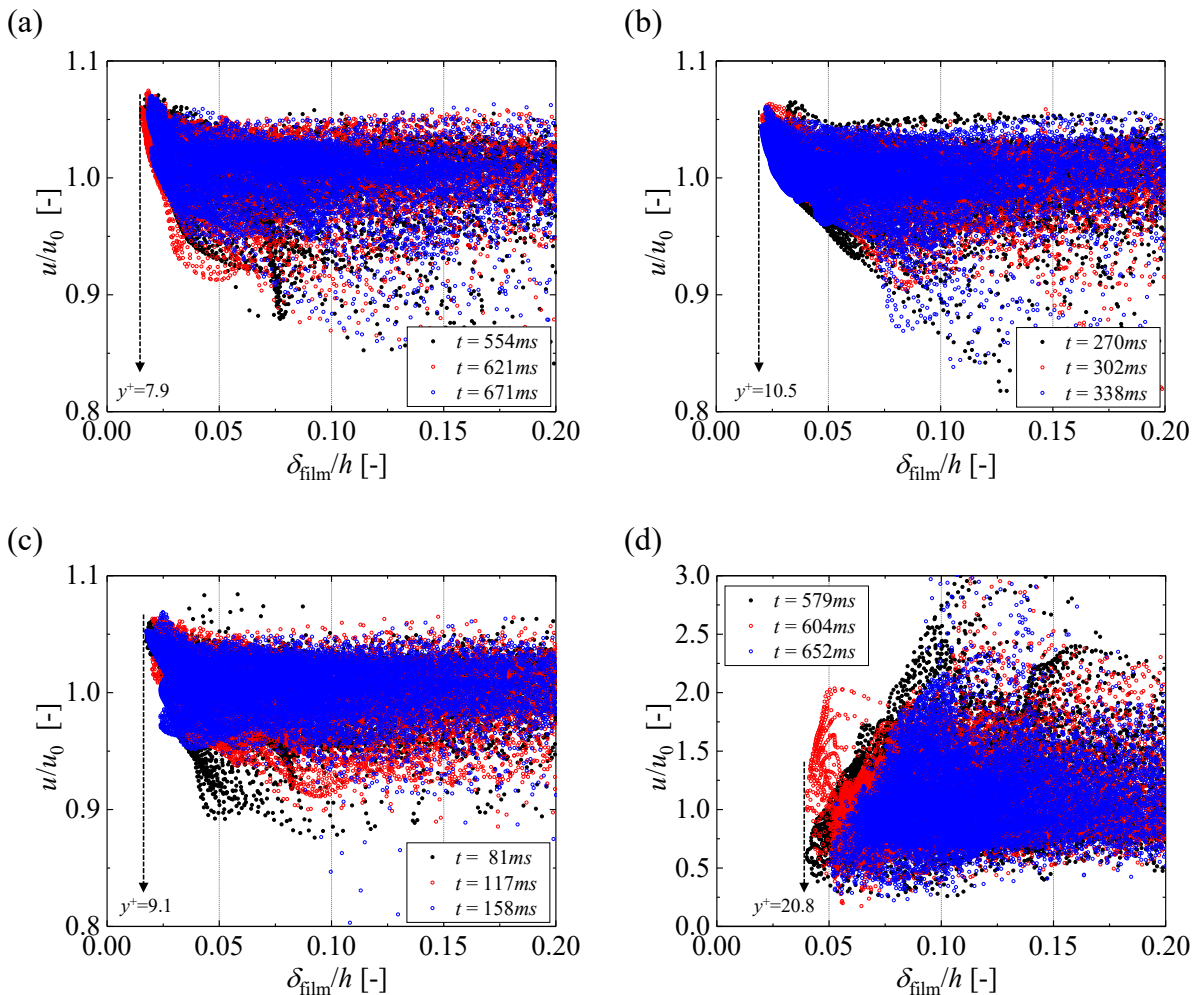 (a)
1.1
1.0
0.9
0.8
u/u₀ [-]
y⁺=7.9
t = 554ms
t = 621ms
t = 671ms
0.00 0.05 0.10 0.15 0.20
δfilm/h [-]
(b)
1.1
1.0
0.9
0.8
u/u₀ [-]
y⁺=10.5
t = 270ms
t = 302ms
t = 338ms
0.00 0.05 0.10 0.15 0.20
δfilm/h [-]
(c)
1.1
1.0
0.9
0.8
u/u₀ [-]
y⁺=9.1
t = 81ms
t = 117ms
t = 158ms
0.00 0.05 0.10 0.15 0.20
δfilm/h [-]
(d)
3.0
2.5
2.0
1.5
1.0
0.5
0.0
u/u₀ [-]
t = 579ms
t = 604ms
t = 652ms
y⁺=20.8
0.00 0.05 0.10 0.15 0.20
δfilm/h [-]